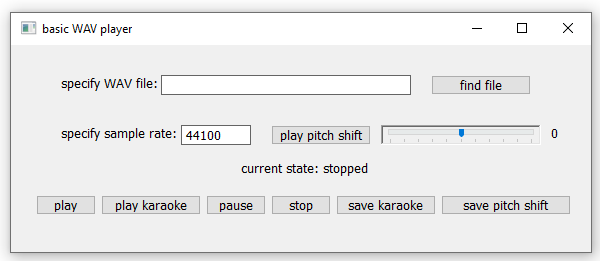 basic WAV player
specify WAV file: find file
specify sample rate: 44100 play pitch shift 0
current state: stopped
play play karaoke pause stop save karaoke save pitch shift